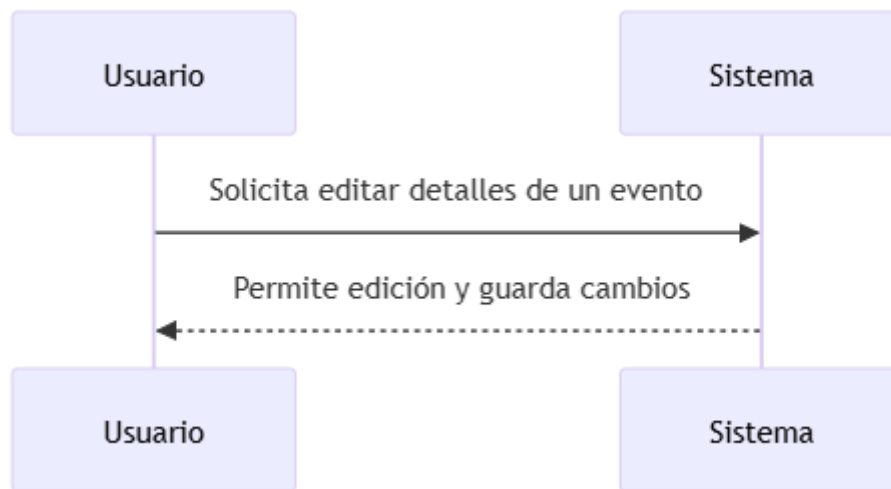 Usuario
Sistema
Solicita editar detalles de un evento
Permite edición y guarda cambios
Usuario
Sistema